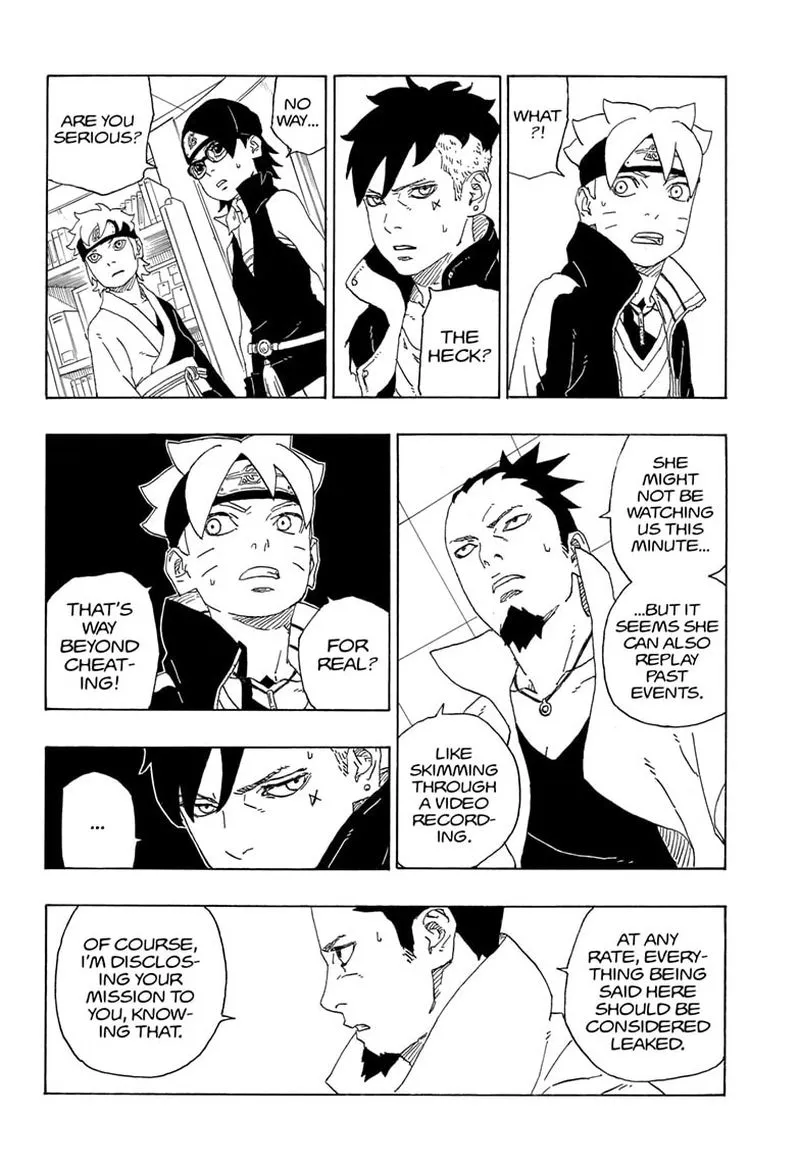 WHAT
?!
THE
HECK?
NO
WAY...
ARE YOU
SERIOUS?
SHE
MIGHT
NOT BE
WATCHING
US THIS
MINUTE...
...BUT IT
SEEMS SHE
CAN ALSO
REPLAY
PAST
EVENTS.
LIKE
SKIMMING
THROUGH
A VIDEO
RECORD-
ING.
FOR
REAL?
THAT'S
WAY
BEYOND
CHEAT-
ING!
...
AT ANY
RATE, EVERY-
THING BEING
SAID HERE
SHOULD BE
CONSIDERED
LEAKED.
OF COURSE,
I'M DISCLOS-
ING YOUR
MISSION TO
YOU, KNOW-
ING THAT.